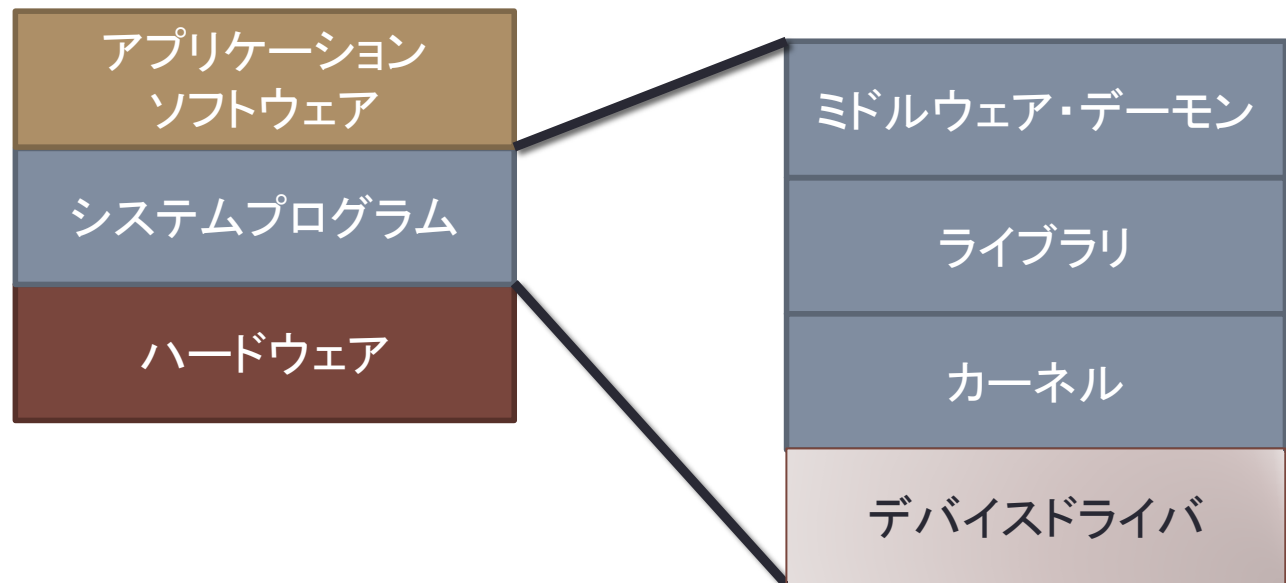 アプリケーション
ソフトウェア
システムプログラム
ハードウェア
ミドルウェア・デーモン
ライブラリ
カーネル
デバイスドライバ